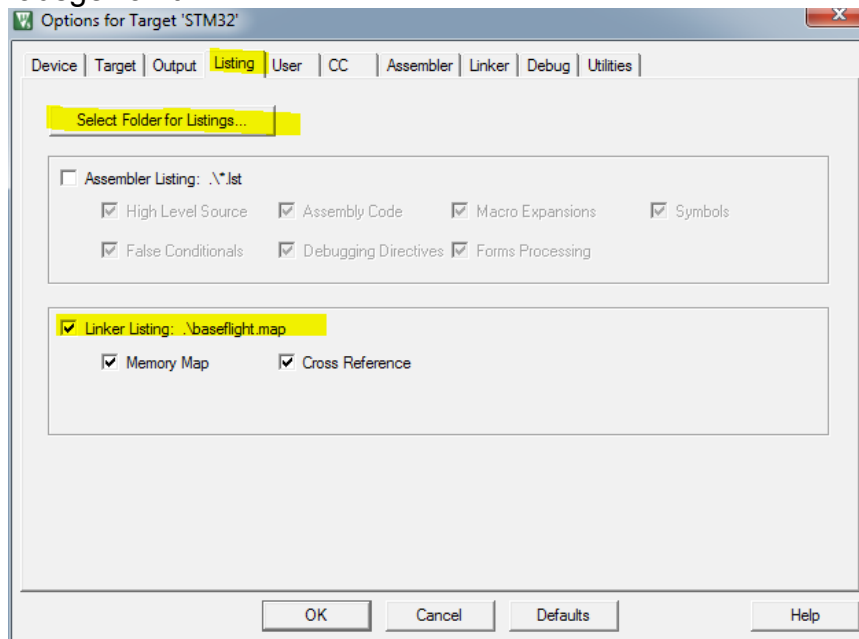 Options for Target 'STM32'
Device Target Output Listing User CC Assembler Linker Debug Utilities
Select Folder for Listings...
Assembler Listing: .\*.lst
High Level Source Assembly Code Macro Expansions Symbols
False Conditionals Debugging Directives Forms Processing
Linker Listing: .\baseflight.map
Memory Map Cross Reference
OK Cancel Defaults Help